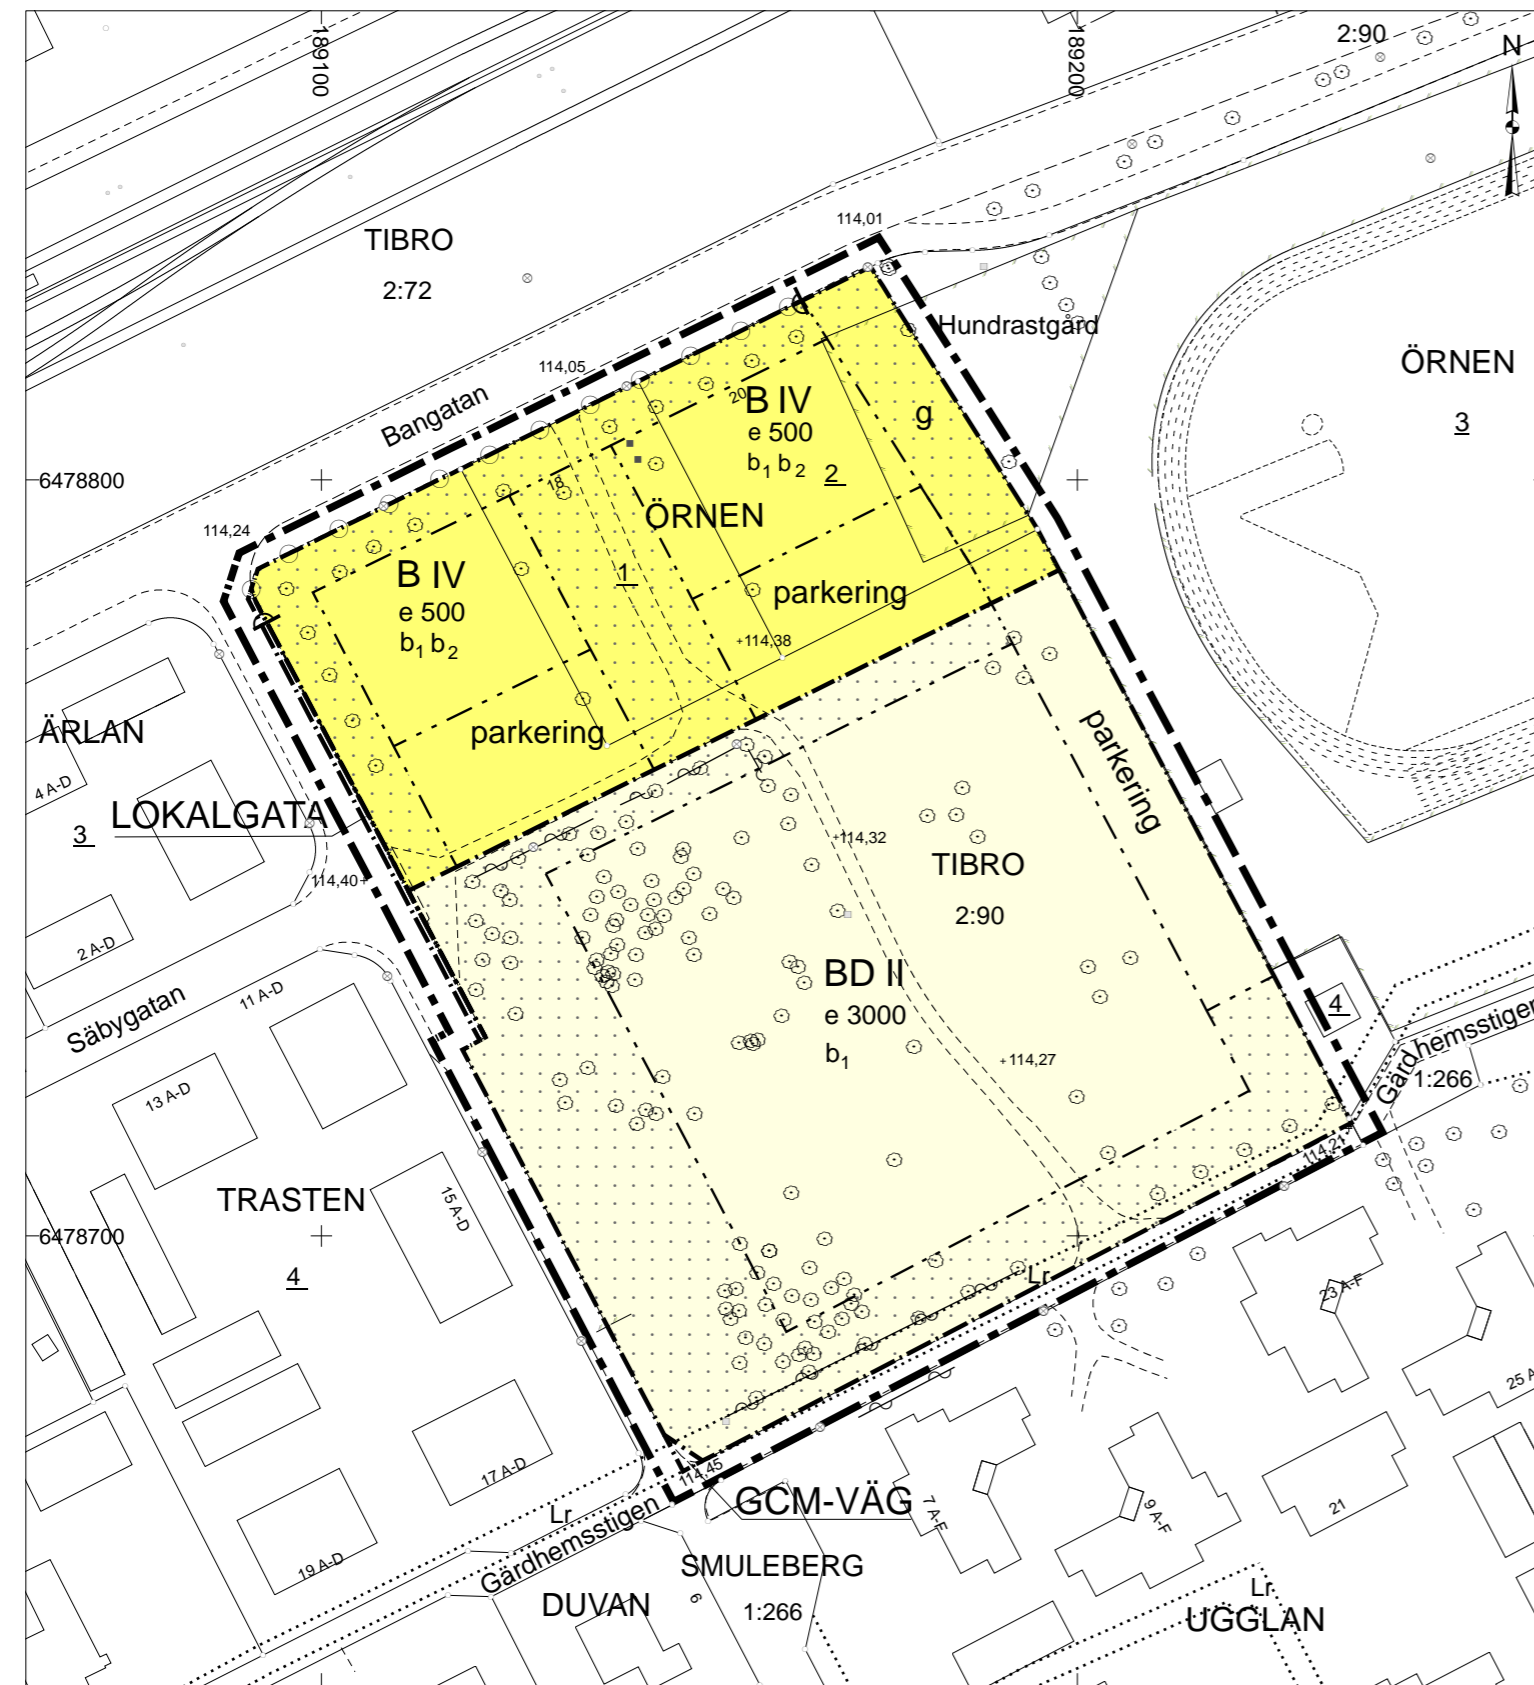 189100
189200
2:90
N
TIBRO
2:72
114,01
Hundrastgård
ÖRNEN
3
114,05
Bangatan
20
B IV
e 500
b1 b2
2
g
6478800
18
ÖRNEN
114,24
B IV
e 500
b1 b2
1
parkering
+114,38
parkering
ÄRLAN
4 A-D
3
LOKALGATA
114,40+
2 A-D
parkering
+114,32
TIBRO
2:90
BD II
e 3000
b1
+114,27
Säbygatan
11 A-D
13 A-D
4
Gärdhemsstigen
1:266
114,21
TRASTEN
15 A-D
6478700
4
Lr
23 A-F
25 A
17 A-D
114,45
GCM-VÄG
7 A-F
9 A-F
21
Lr
Gärdhemsstigen
19 A-D
SMULEBERG
1:266
DUVAN
6
Lr
UGGLAN